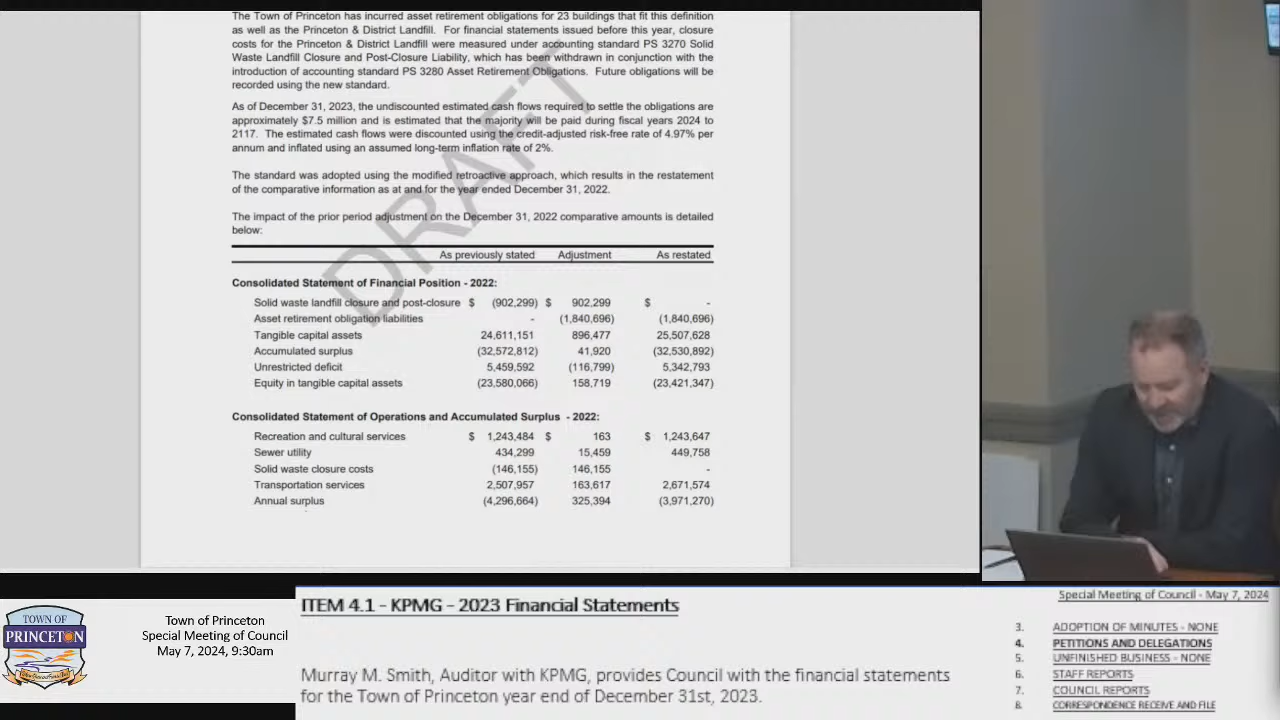 The Town of Princeton has incurred asset retirement obligations for 23 buildings that fit this definition
as well as the Princeton & District Landfill. For financial statements issued before this year, closure
costs for the Princeton & District Landfill were measured under accounting standard PS 3270 Solid
Waste Landfill Closure and Post-Closure Liability, which has been withdrawn in conjunction with the
introduction of accounting standard PS 3280 Asset Retirement Obligations. Future obligations will be
recorded using the new standard.
As of December 31, 2023, the undiscounted estimated cash flows required to settle the obligations are
approximately $7.5 million and is estimated that the majority will be paid during fiscal years 2024 to
2117. The estimated cash flows were discounted using the credit-adjusted risk-free rate of 4.97% per
annum and inflated using an assumed long-term inflation rate of 2%.
The standard was adopted using the modified retroactive approach, which results in the restatement
of the comparative information as at and for the year ended December 31, 2022.
The impact of the prior period adjustment on the December 31, 2022 comparative amounts is detailed
below:
DRAFT
As previously stated Adjustment As restated
Consolidated Statement of Financial Position - 2022:
Solid waste landfill closure and post-closure $ (902,299) $ 902,299 $ -
Asset retirement obligation liabilities - (1,840,696) (1,840,696)
Tangible capital assets 24,611,151 896,477 25,507,628
Accumulated surplus (32,572,812) 41,920 (32,530,892)
Unrestricted deficit 5,459,592 (116,799) 5,342,793
Equity in tangible capital assets (23,580,066) 158,719 (23,421,347)
Consolidated Statement of Operations and Accumulated Surplus - 2022:
Recreation and cultural services $ 1,243,484 $ 163 $ 1,243,647
Sewer utility 434,299 15,459 449,758
Solid waste closure costs (146,155) 146,155 -
Transportation services 2,507,957 163,617 2,671,574
Annual surplus (4,296,664) 325,394 (3,971,270)
TOWN OF
PRINCETON
Town of Princeton
Special Meeting of Council
May 7, 2024, 9:30am
ITEM 4.1 - KPMG - 2023 Financial Statements
Murray M. Smith, Auditor with KPMG, provides Council with the financial statements
for the Town of Princeton year end of December 31st, 2023.
Special Meeting of Council - May 7, 2024
3. ADOPTION OF MINUTES - NONE
4. PETITIONS AND DELEGATIONS
5. UNFINISHED BUSINESS - NONE
6. STAFF REPORTS
7. COUNCIL REPORTS
8. CORRESPONDENCE RECEIVE AND FILE